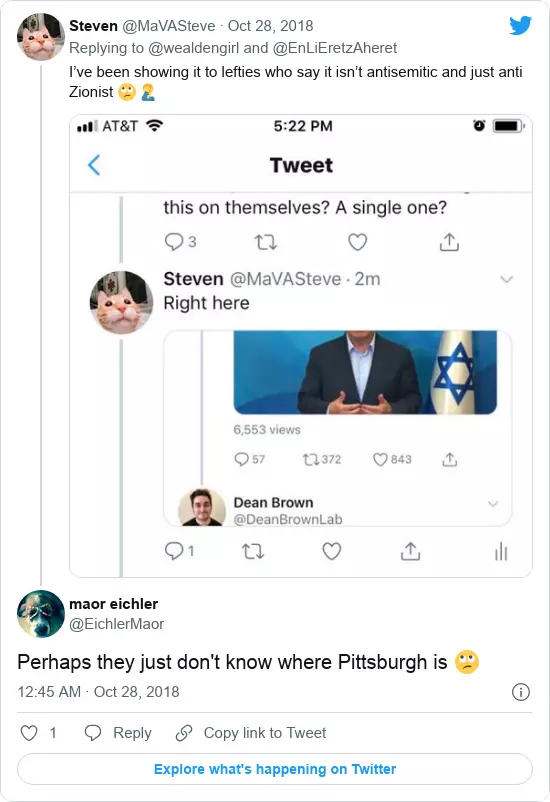 Steven @MaVASteve · Oct 28, 2018
Replying to @wealdengirl and @EnLiEretzAheret
I’ve been showing it to lefties who say it isn’t antisemitic and just anti
Zionist 🙄 🤦‍♂️
AT&T 5:22 PM
Tweet
this on themselves? A single one?
3
Steven @MaVASteve · 2m
Right here
6,553 views
57 372 843
Dean Brown
@DeanBrownLab
1
maor eichler
@EichlerMaor
Perhaps they just don't know where Pittsburgh is 🙄
12:45 AM · Oct 28, 2018
1 Reply Copy link to Tweet
Explore what's happening on Twitter